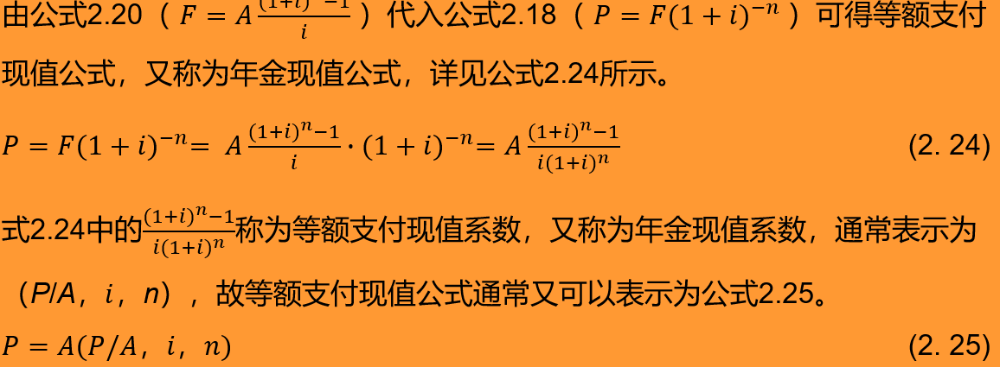 由公式2.20（ F = A ((1+i)^n−1)/i ）代入公式2.18（ P = F(1 + i)^−n ）可得等额支付
现值公式，又称为年金现值公式，详见公式2.24所示。
P = F(1 + i)^−n = A ((1+i)^n−1)/i · (1 + i)^−n = A ((1+i)^n−1)/(i(1+i)^n) (2. 24)
式2.24中的((1+i)^n−1)/(i(1+i)^n)称为等额支付现值系数，又称为年金现值系数，通常表示为
（P/A，i，n），故等额支付现值公式通常又可以表示为公式2.25。
P = A(P/A，i，n) (2. 25)